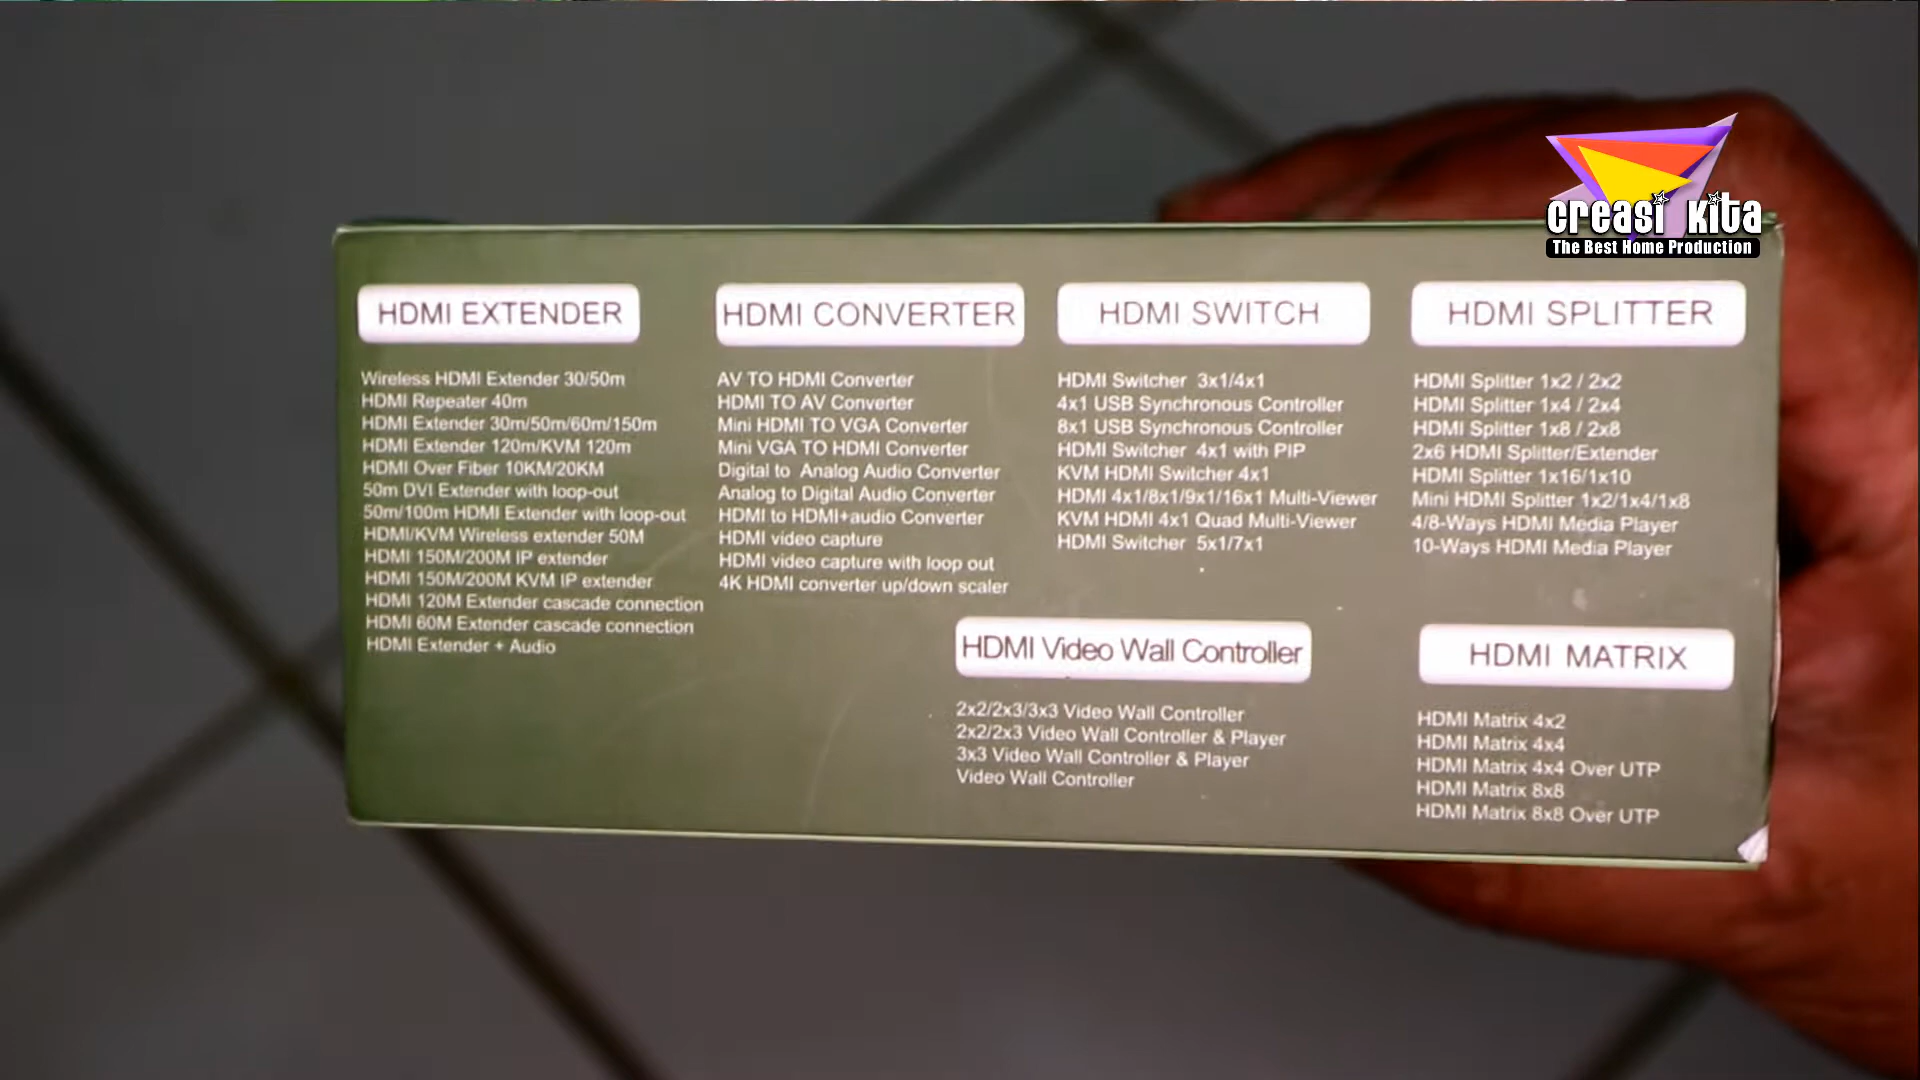 creasi kita
The Best Home Production
HDMI EXTENDER
Wireless HDMI Extender 30/50m
HDMI Repeater 40m
HDMI Extender 30m/50m/60m/150m
HDMI Extender 120m/KVM 120m
HDMI Over Fiber 10KM/20KM
50m DVI Extender with loop-out
50m/100m HDMI Extender with loop-out
HDMI/KVM Wireless extender 50M
HDMI 150M/200M IP extender
HDMI 150M/200M KVM IP extender
HDMI 120M Extender cascade connection
HDMI 60M Extender cascade connection
HDMI Extender + Audio
HDMI CONVERTER
AV TO HDMI Converter
HDMI TO AV Converter
Mini HDMI TO VGA Converter
Mini VGA TO HDMI Converter
Digital to Analog Audio Converter
Analog to Digital Audio Converter
HDMI to HDMI+audio Converter
HDMI video capture
HDMI video capture with loop out
4K HDMI converter up/down scaler
HDMI SWITCH
HDMI Switcher 3x1/4x1
4x1 USB Synchronous Controller
8x1 USB Synchronous Controller
HDMI Switcher 4x1 with PIP
KVM HDMI Switcher 4x1
HDMI 4x1/8x1/9x1/16x1 Multi-Viewer
KVM HDMI 4x1 Quad Multi-Viewer
HDMI Switcher 5x1/7x1
HDMI SPLITTER
HDMI Splitter 1x2 / 2x2
HDMI Splitter 1x4 / 2x4
HDMI Splitter 1x8 / 2x8
2x6 HDMI Splitter/Extender
HDMI Splitter 1x16/1x10
Mini HDMI Splitter 1x2/1x4/1x8
4/8-Ways HDMI Media Player
10-Ways HDMI Media Player
HDMI Video Wall Controller
2x2/2x3/3x3 Video Wall Controller
2x2/2x3 Video Wall Controller & Player
3x3 Video Wall Controller & Player
Video Wall Controller
HDMI MATRIX
HDMI Matrix 4x2
HDMI Matrix 4x4
HDMI Matrix 4x4 Over UTP
HDMI Matrix 8x8
HDMI Matrix 8x8 Over UTP